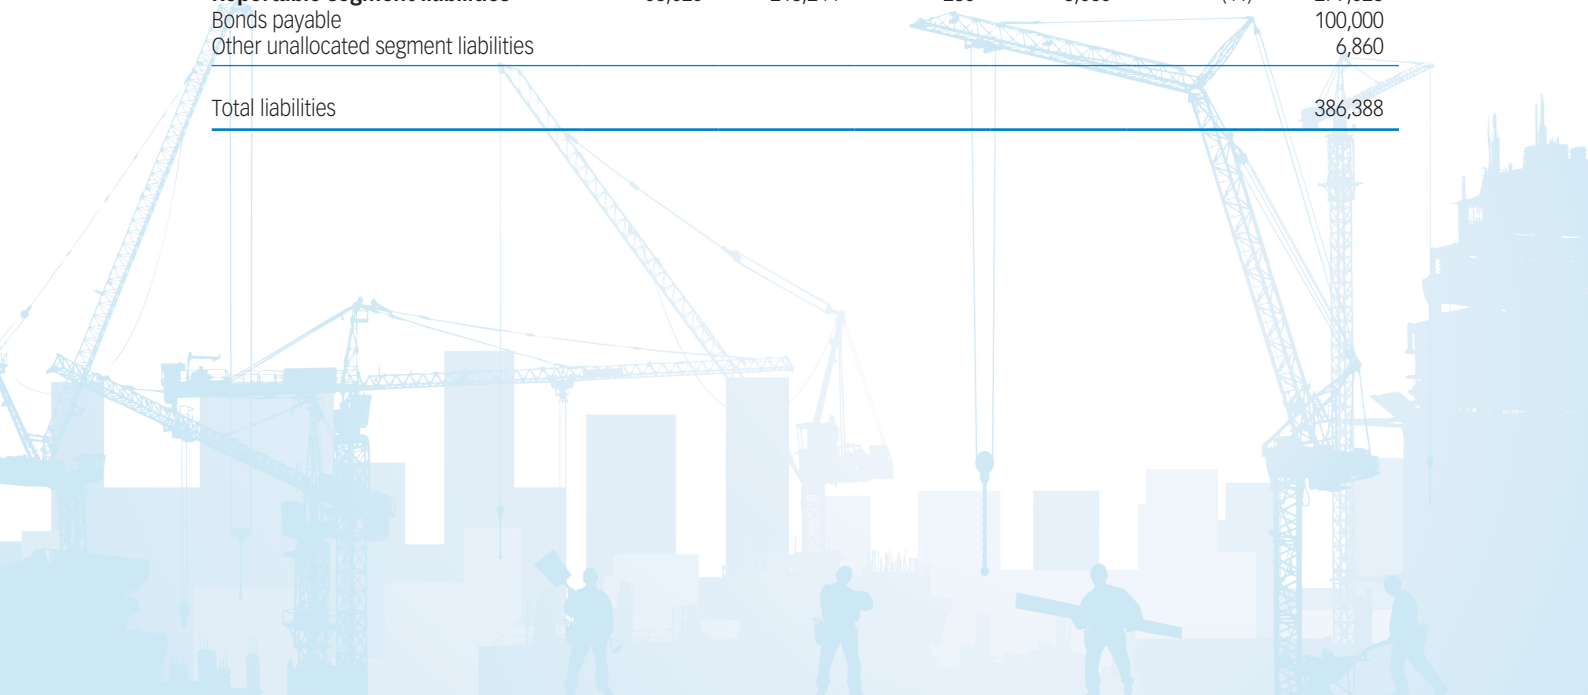 Bonds payable 100,000
Other unallocated segment liabilities 6,860
Total liabilities 386,388